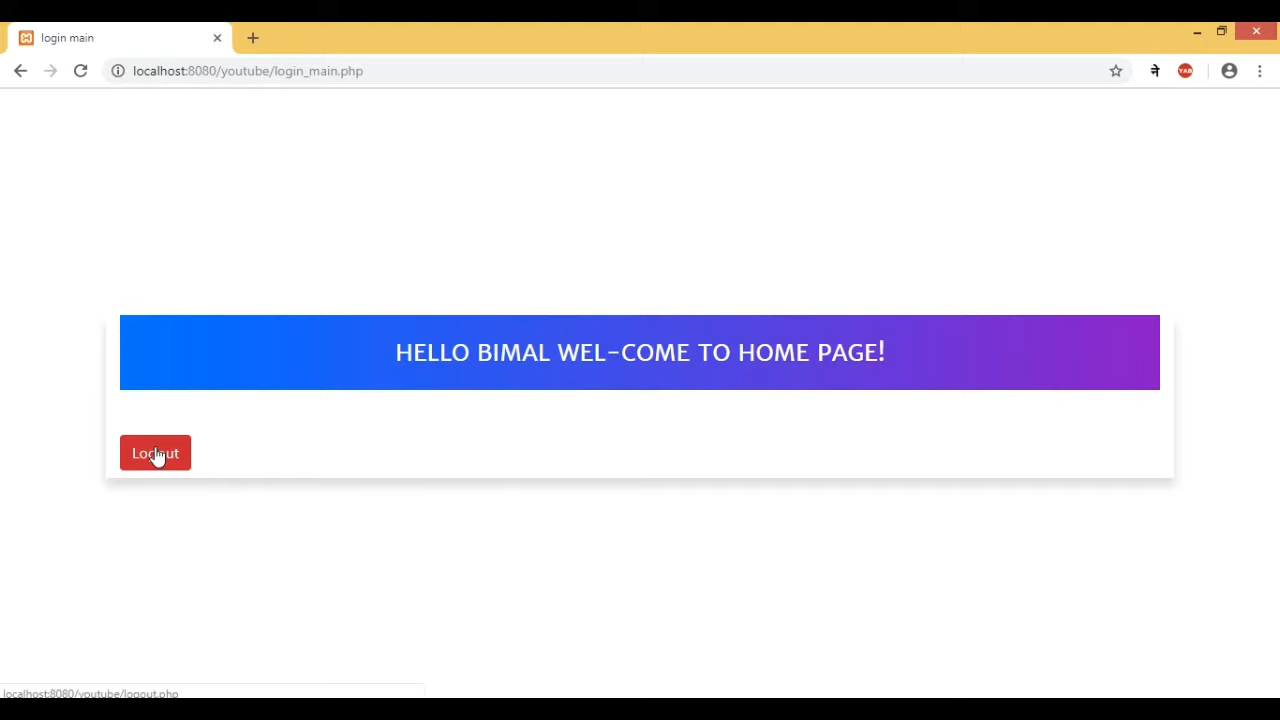 login main
localhost:8080/youtube/login_main.php
ने
YAB
HELLO BIMAL WEL-COME TO HOME PAGE!
Logout
localhost:8080/youtube/logout.php